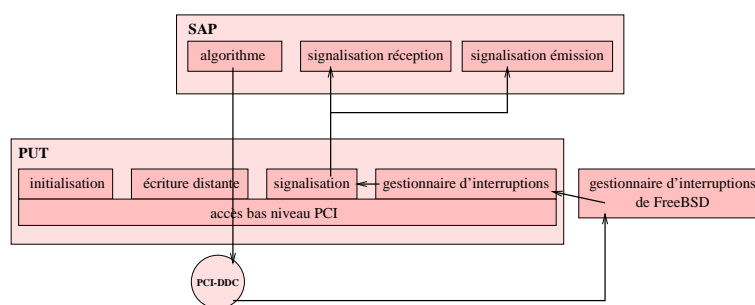 SAP
algorithme
signalisation réception
signalisation émission
PUT
initialisation
écriture distante
signalisation
gestionnaire d'interruptions
gestionnaire d'interruptions
de FreeBSD
accès bas niveau PCI
PCI-DDC